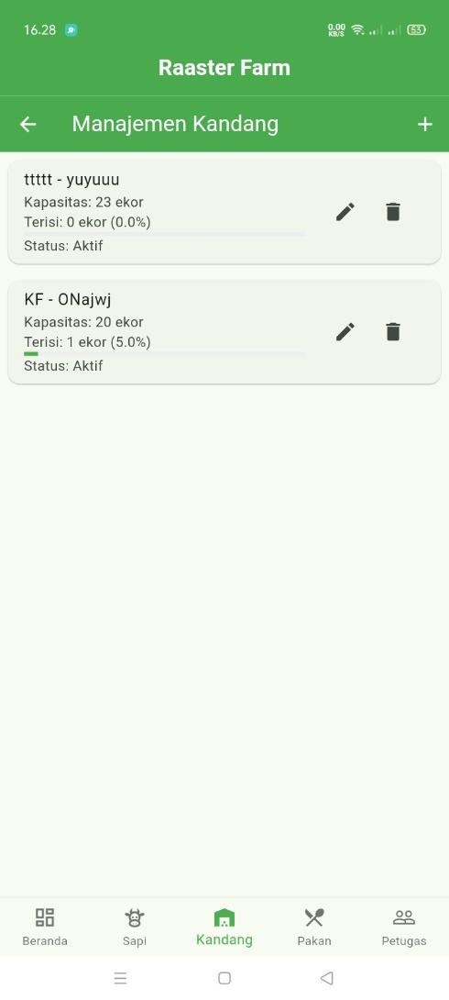 16.28
0.00
KB/S
53
Raaster Farm
Manajemen Kandang
ttttt - yuyuuu
Kapasitas: 23 ekor
Terisi: 0 ekor (0.0%)
Status: Aktif
KF - ONajwj
Kapasitas: 20 ekor
Terisi: 1 ekor (5.0%)
Status: Aktif
Beranda
Sapi
Kandang
Pakan
Petugas